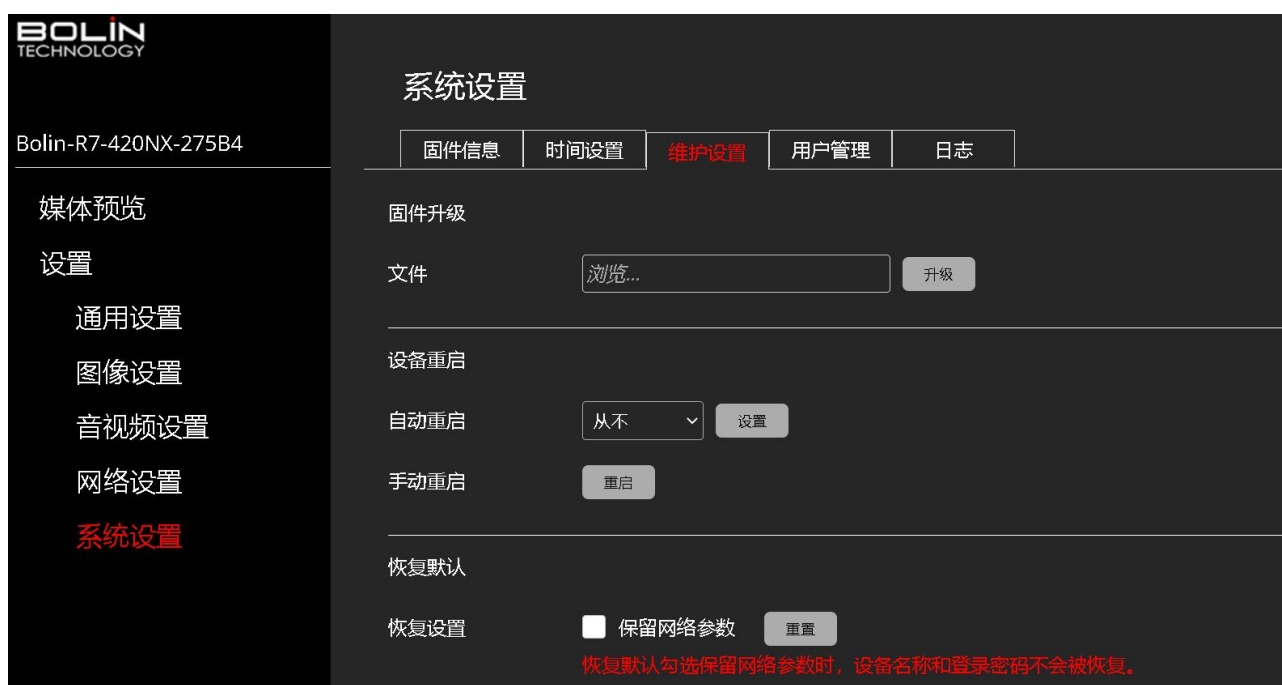 BOLIN
TECHNOLOGY
系统设置
Bolin-R7-420NX-275B4
固件信息 时间设置 维护设置 用户管理 日志
媒体预览
设置
通用设置
图像设置
音视频设置
网络设置
系统设置
固件升级
文件 浏览... 升级
设备重启
自动重启 从不 设置
手动重启 重启
恢复默认
恢复设置 保留网络参数 重置
恢复默认勾选保留网络参数时，设备名称和登录密码不会被恢复。